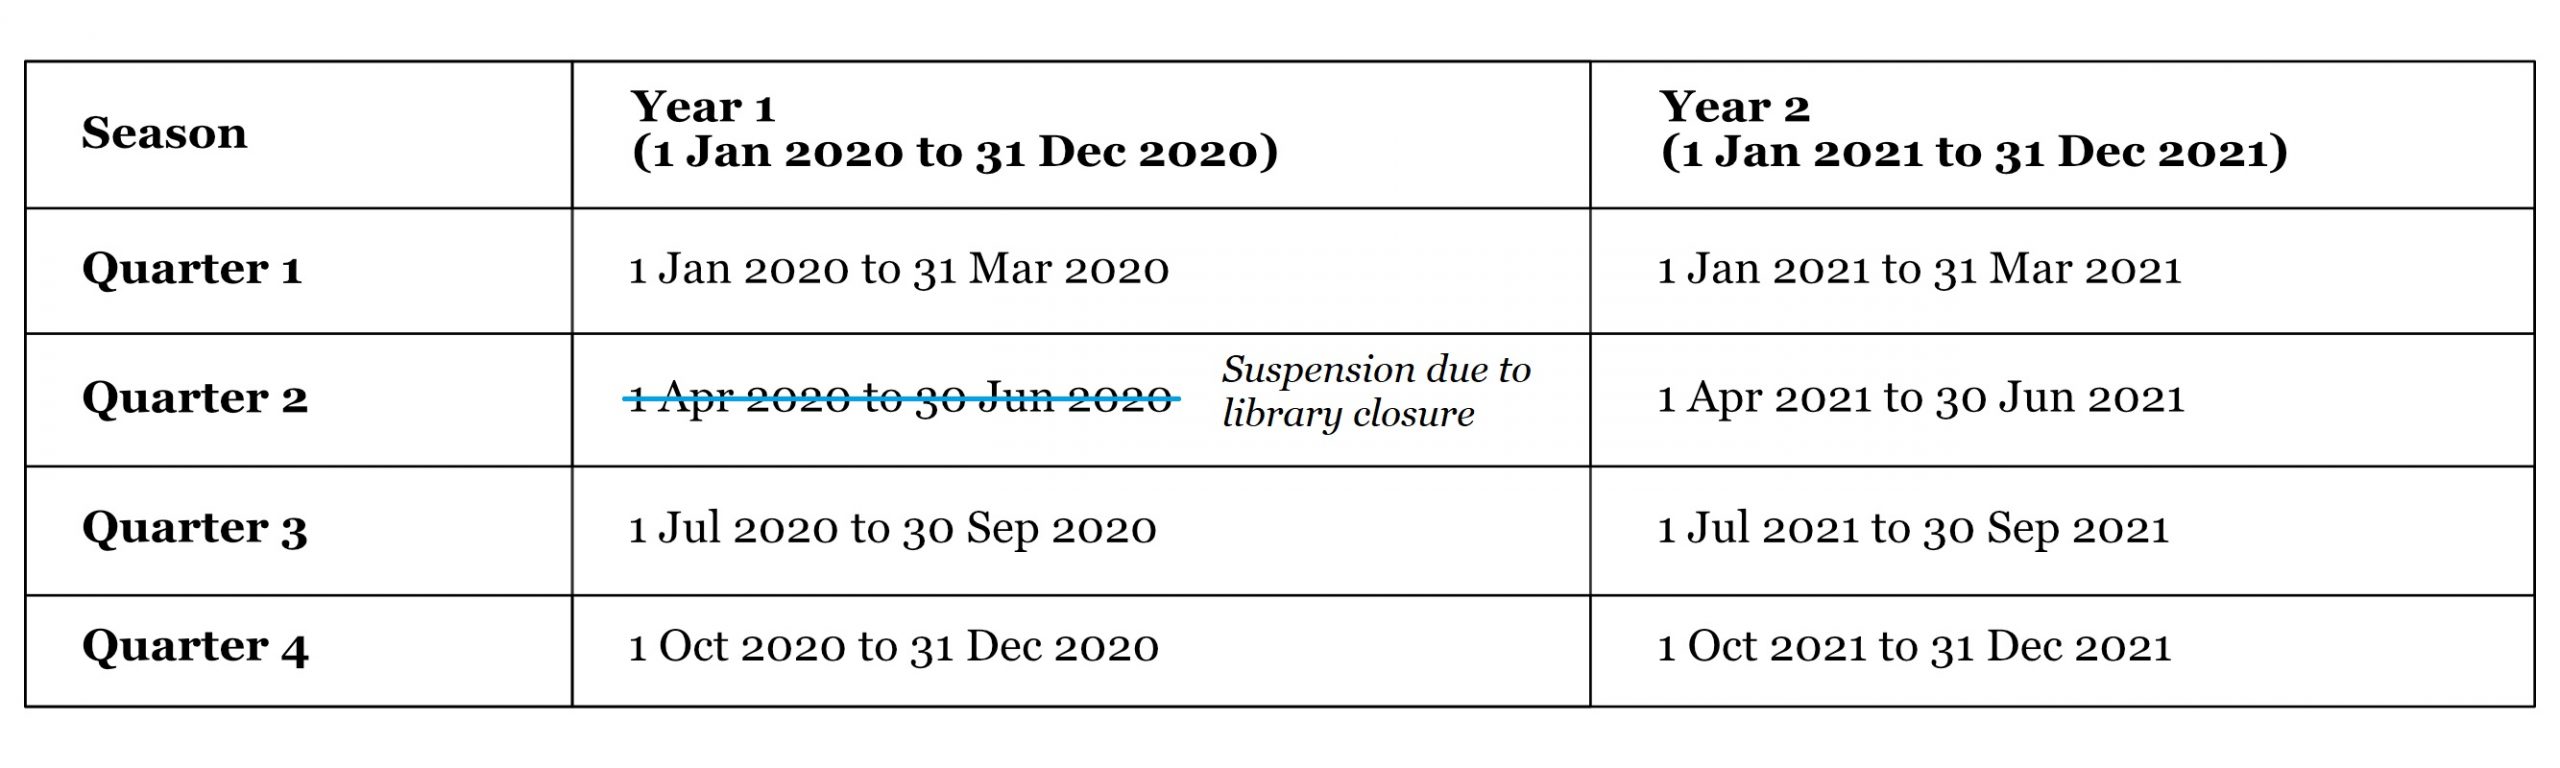 Season
Year 1
(1 Jan 2020 to 31 Dec 2020)
Year 2
(1 Jan 2021 to 31 Dec 2021)
Quarter 1
1 Jan 2020 to 31 Mar 2020
1 Jan 2021 to 31 Mar 2021
Quarter 2
1 Apr 2020 to 30 Jun 2020
Suspension due to
library closure
1 Apr 2021 to 30 Jun 2021
Quarter 3
1 Jul 2020 to 30 Sep 2020
1 Jul 2021 to 30 Sep 2021
Quarter 4
1 Oct 2020 to 31 Dec 2020
1 Oct 2021 to 31 Dec 2021